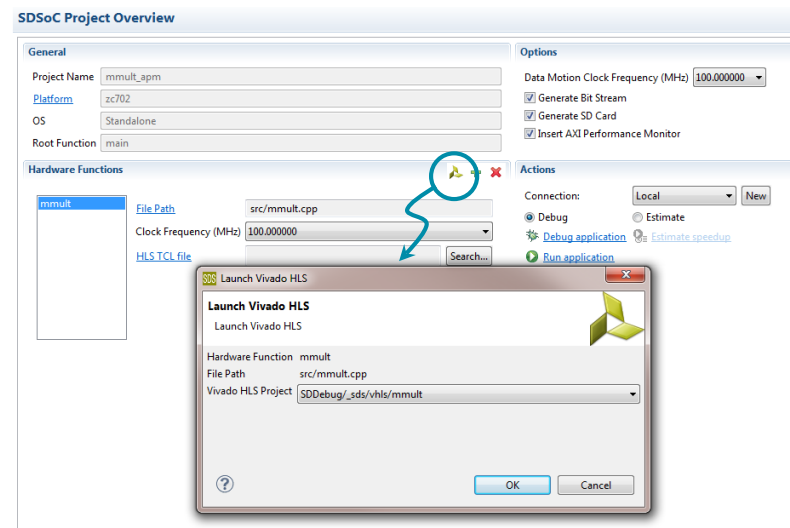 SDSoC Project Overview
General
Project Name mmult_apm
Platform zc702
OS Standalone
Root Function main
Options
Data Motion Clock Frequency (MHz) 100.000000
Generate Bit Stream
Generate SD Card
Insert AXI Performance Monitor
Hardware Functions
mmult
File Path src/mmult.cpp
Clock Frequency (MHz) 100.000000
HLS TCL file Search...
Actions
Connection: Local New
Debug Estimate
Debug application Estimate speedup
Run application
SDS Launch Vivado HLS
Launch Vivado HLS
Launch Vivado HLS
Hardware Function mmult
File Path src/mmult.cpp
Vivado HLS Project SDDebug/_sds/vhls/mmult
? OK Cancel